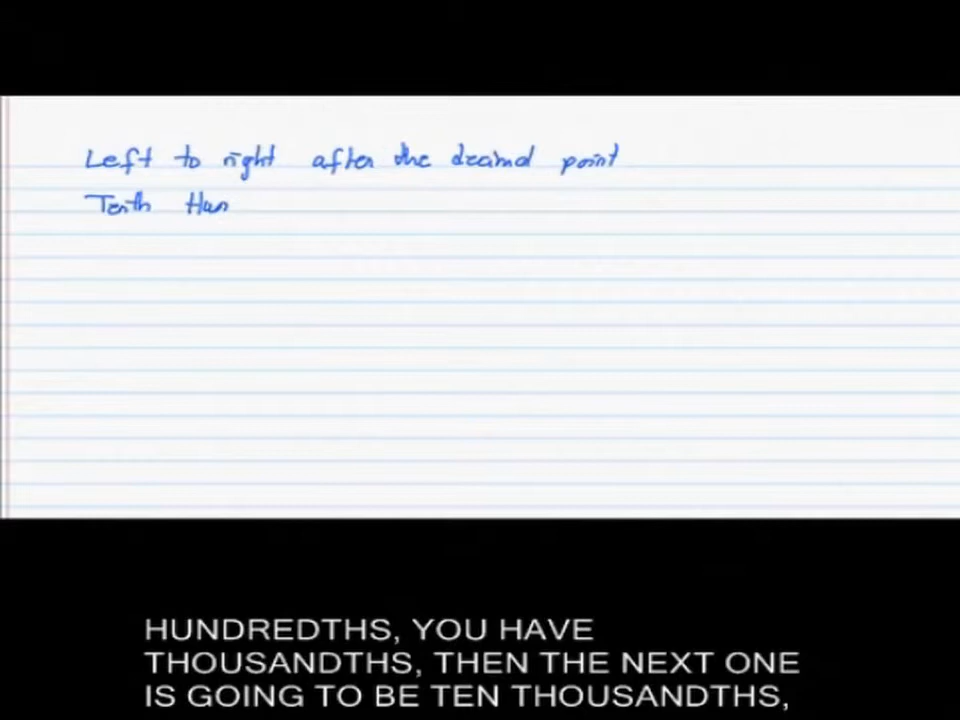 Left to right after the decimal point
Tenth Hun
HUNDREDTHS, YOU HAVE
THOUSANDTHS, THEN THE NEXT ONE
IS GOING TO BE TEN THOUSANDTHS,